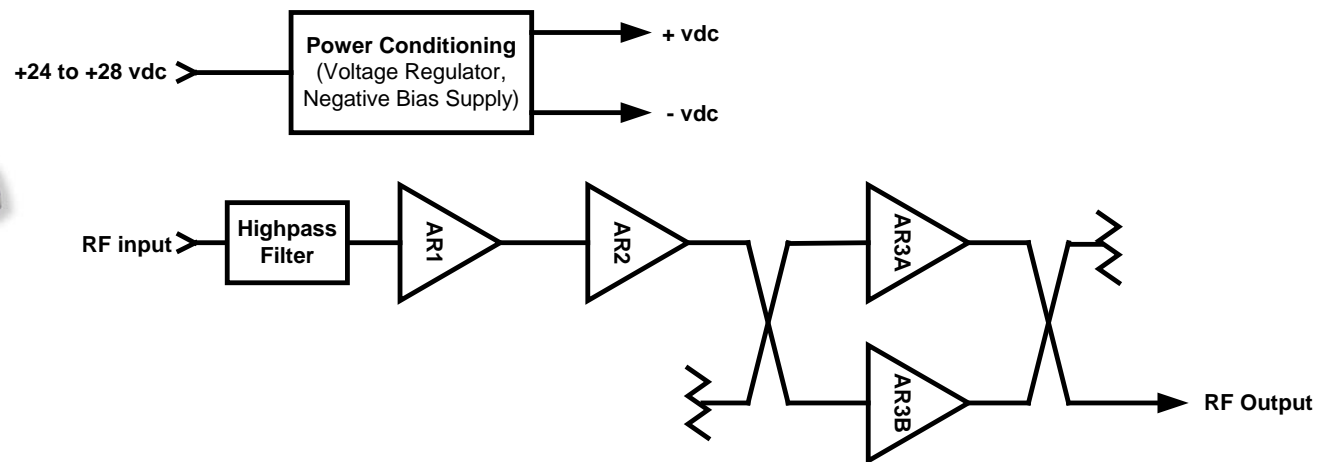 Power Conditioning
(Voltage Regulator,
Negative Bias Supply)
+24 to +28 vdc
+ vdc
- vdc
RF input
Highpass
Filter
AR1
AR2
AR3A
AR3B
RF Output